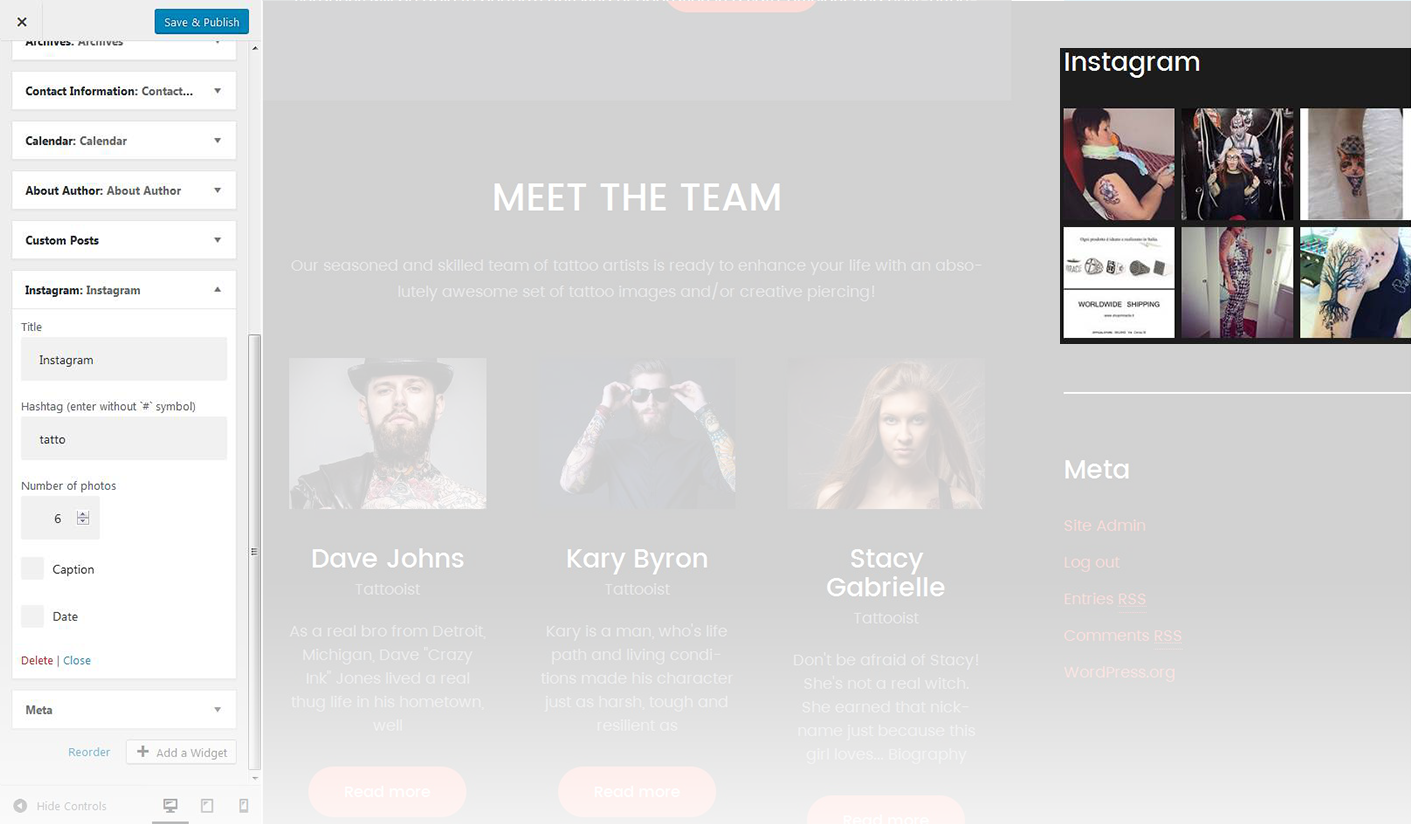 Save & Publish
Archives: Archives
Contact Information: Contact...
Calendar: Calendar
About Author: About Author
Custom Posts
Instagram: Instagram
Title
Instagram
Hashtag (enter without `#` symbol)
tatto
Number of photos
6
Caption
Date
Delete | Close
Meta
Reorder
Add a Widget
Hide Controls
MEET THE TEAM
Our seasoned and skilled team of tattoo artists is ready to enhance your life with an abso-
lutely awesome set of tattoo images and/or creative piercing!
Dave Johns
Tattooist
As a real bro from Detroit,
Michigan, Dave "Crazy
Ink" Jones lived a real
thug life in his hometown,
well
Read more
Kary Byron
Tattooist
Kary is a man, who's life
path and living condi-
tions made his character
just as harsh, tough and
resilient as
Read more
Stacy
Gabrielle
Tattooist
Don't be afraid of Stacy!
She's not a real witch.
She earned that nick-
name just because this
girl loves... Biography
Read more
Instagram
WORLDWIDE SHIPPING
Meta
Site Admin
Log out
Entries RSS
Comments RSS
WordPress.org